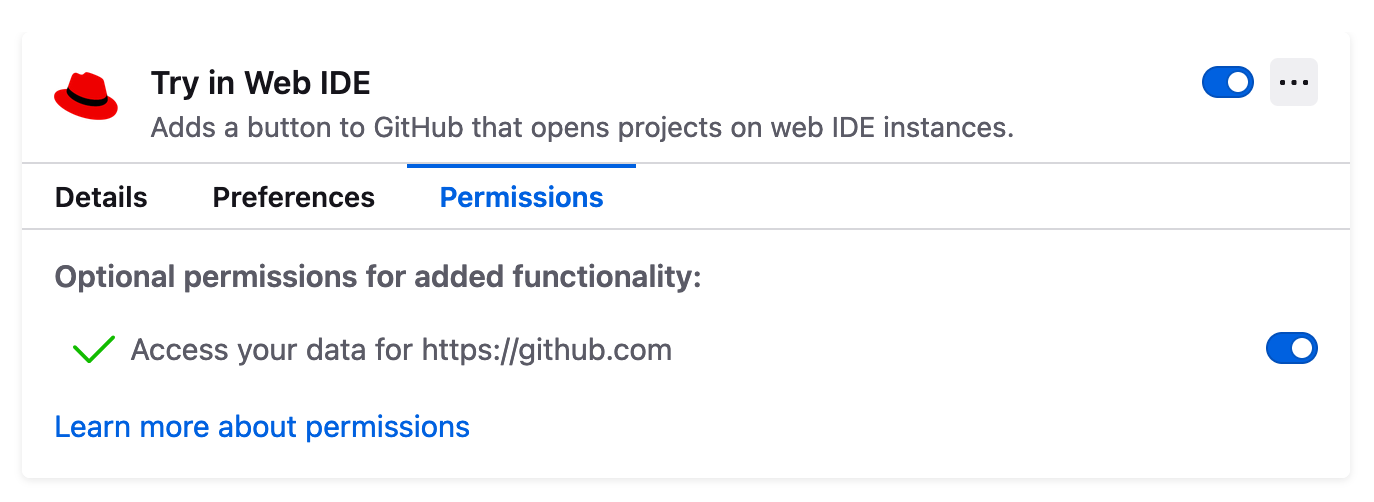 Try in Web IDE
Adds a button to GitHub that opens projects on web IDE instances.
Details Preferences Permissions
Optional permissions for added functionality:
Access your data for https://github.com
Learn more about permissions